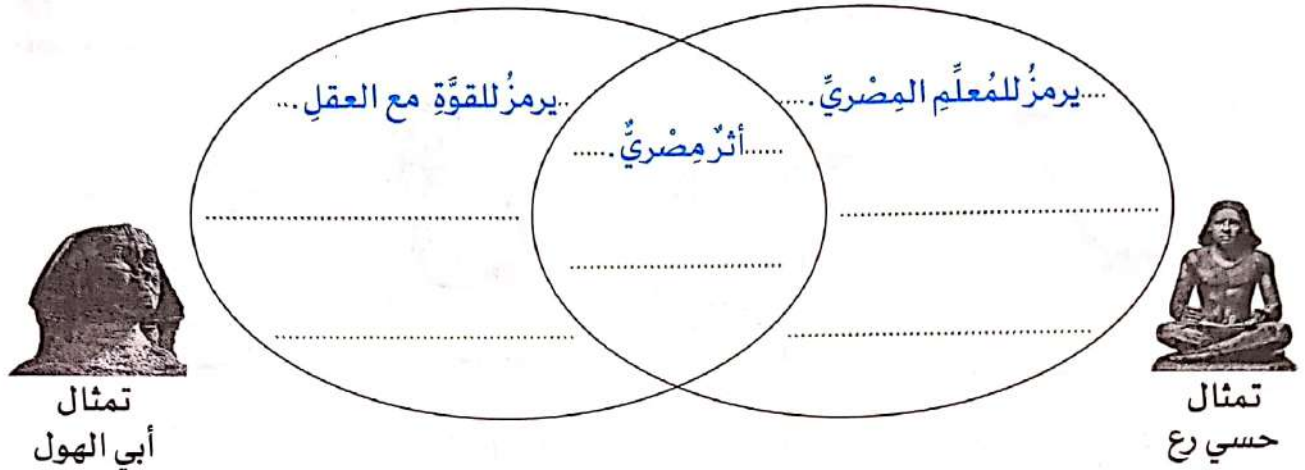 ....يرمزُ للمُعلِّمِ المِصْريِّ.....
..يرمزُ للقوَّةِ مع العقلِ...
......أثرٌ مِصْريٌّ.....
تمثال
حسي رع
تمثال
أبي الهول